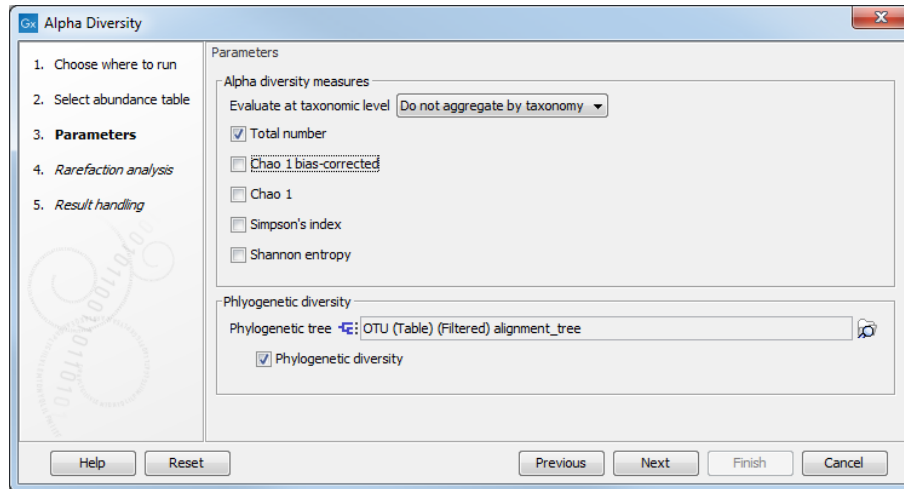 Gx Alpha Diversity
1. Choose where to run
2. Select abundance table
3. Parameters
4. Rarefaction analysis
5. Result handling
Parameters
Alpha diversity measures
Evaluate at taxonomic level Do not aggregate by taxonomy
Total number
Chao 1 bias-corrected
Chao 1
Simpson's index
Shannon entropy
Phlyogenetic diversity
Phylogenetic tree OTU (Table) (Filtered) alignment_tree
Phylogenetic diversity
Help Reset Previous Next Finish Cancel